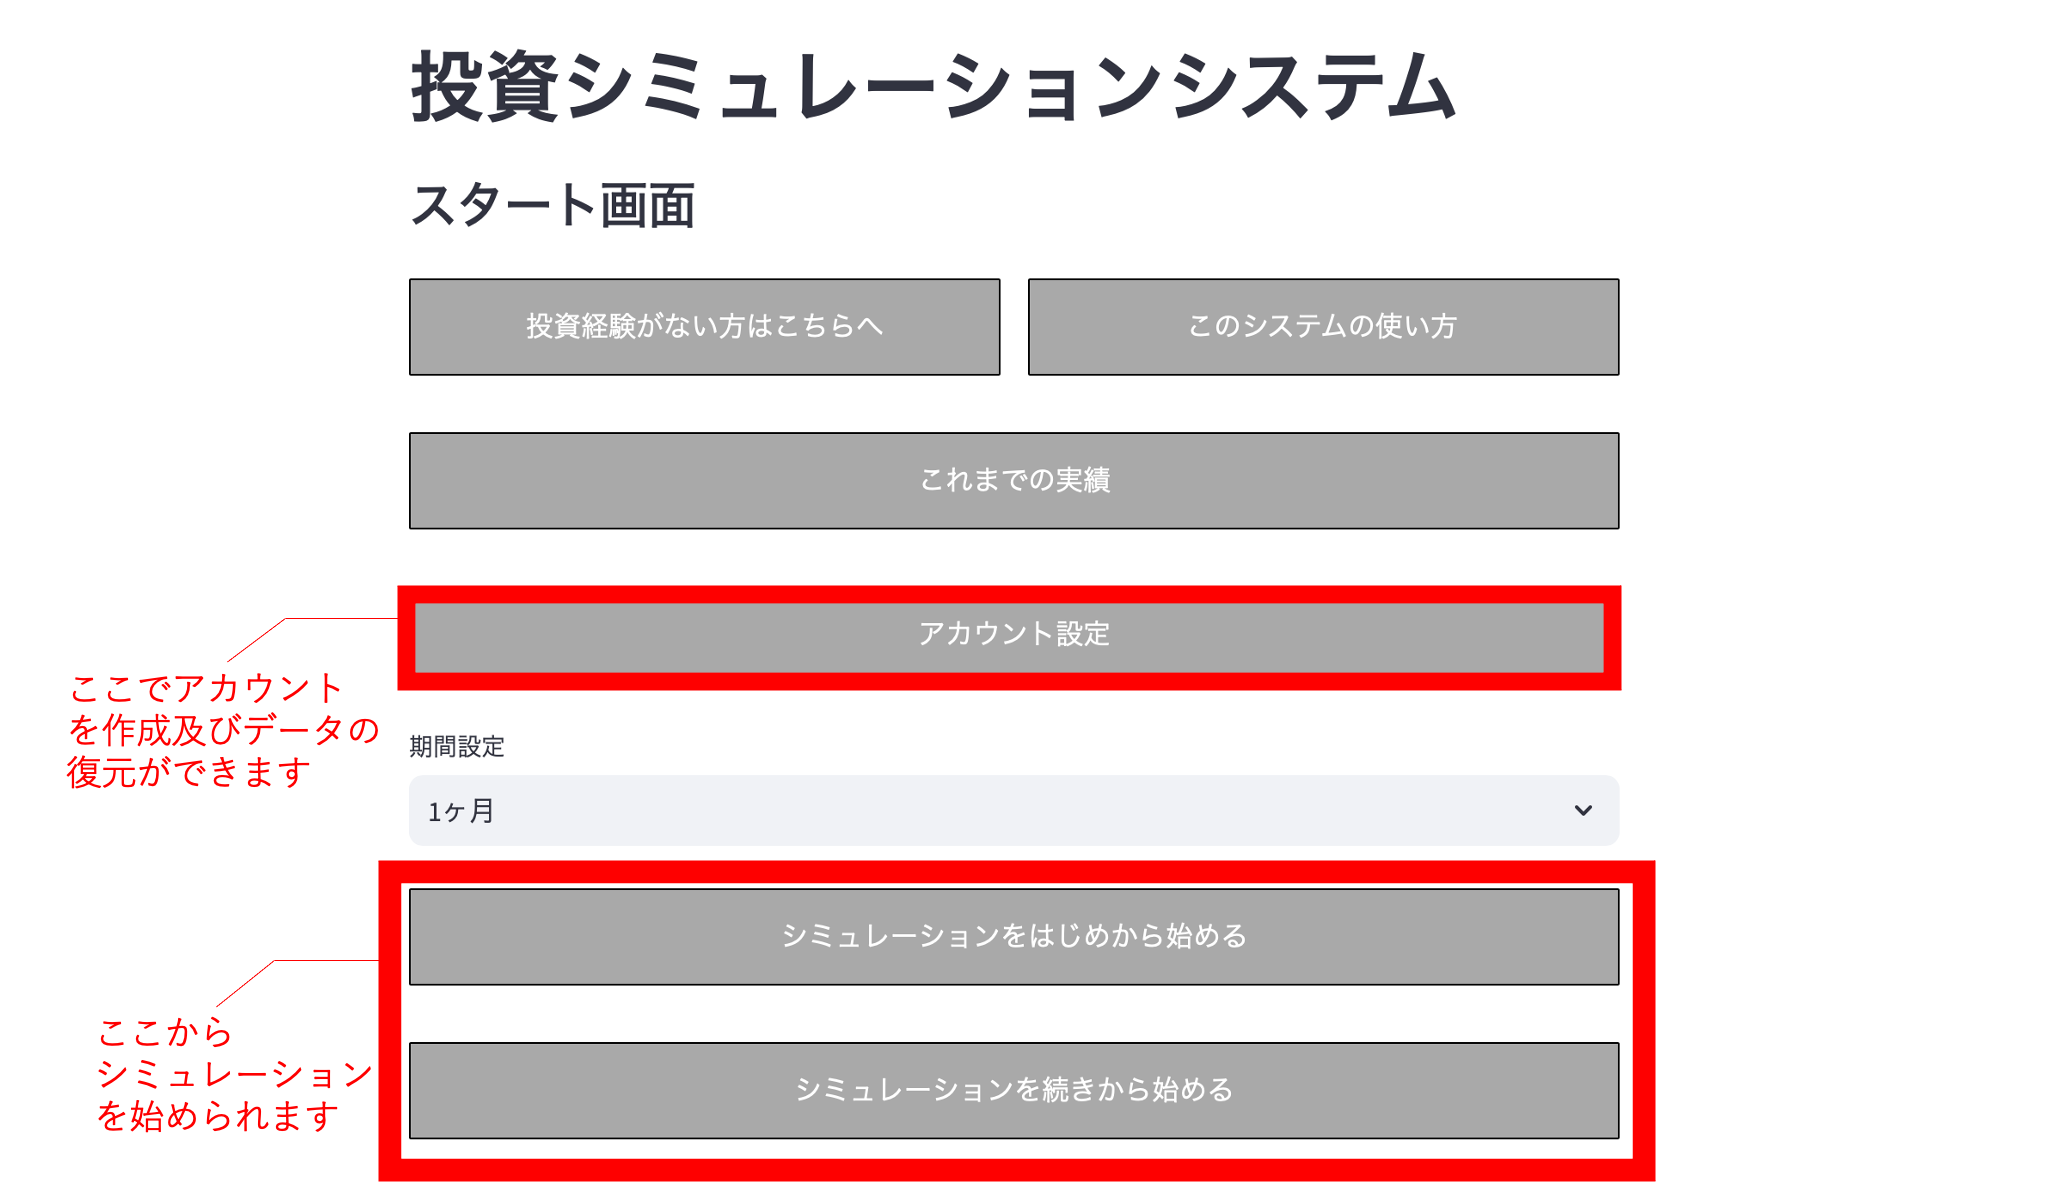 投資シミュレーションシステム
スタート画面
投資経験がない方はこちらへ
このシステムの使い方
これまでの実績
アカウント設定
ここでアカウント
を作成及びデータの
復元ができます
期間設定
1ヶ月
シミュレーションをはじめから始める
ここから
シミュレーション
を始められます
シミュレーションを続きから始める